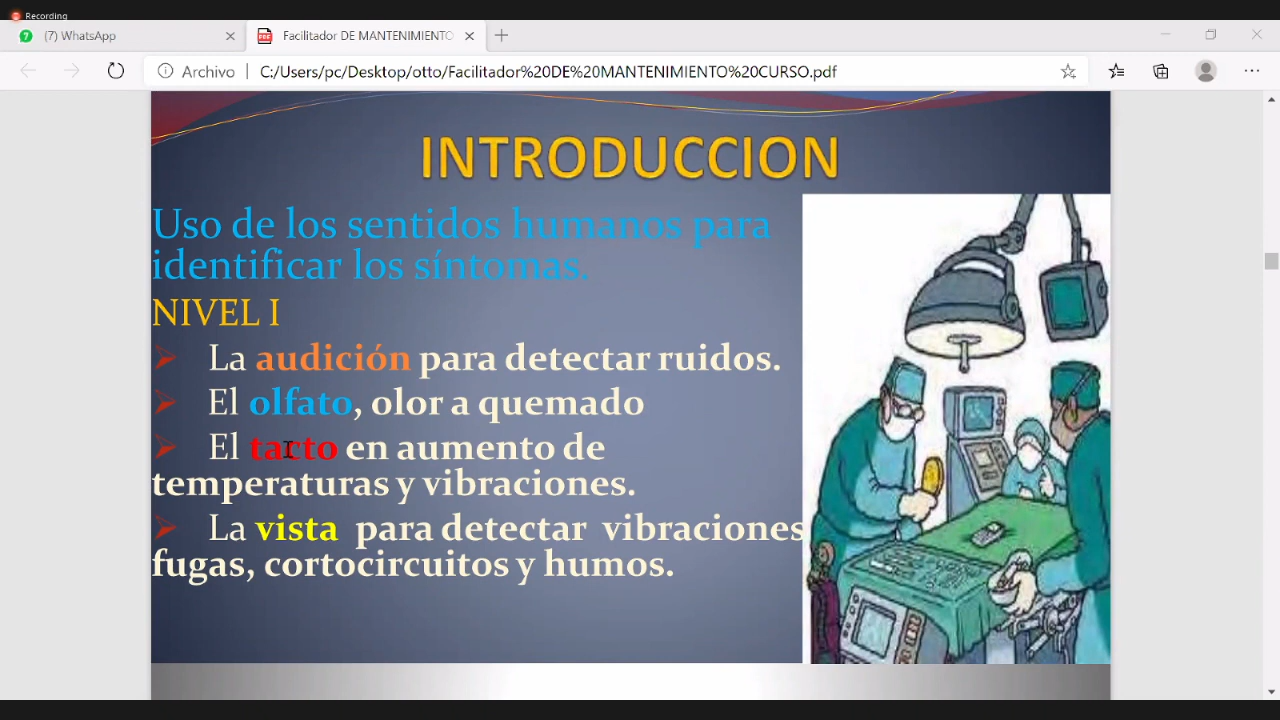 Recording
(7) WhatsApp
Facilitador DE MANTENIMIENTO
Archivo
C:/Users/pc/Desktop/otto/Facilitador%20DE%20MANTENIMIENTO%20CURSO.pdf
INTRODUCCION
Uso de los sentidos humanos para
identificar los síntomas.
NIVEL I
La audición para detectar ruidos.
El olfato, olor a quemado
El tacto en aumento de
temperaturas y vibraciones.
La vista para detectar vibraciones
fugas, cortocircuitos y humos.